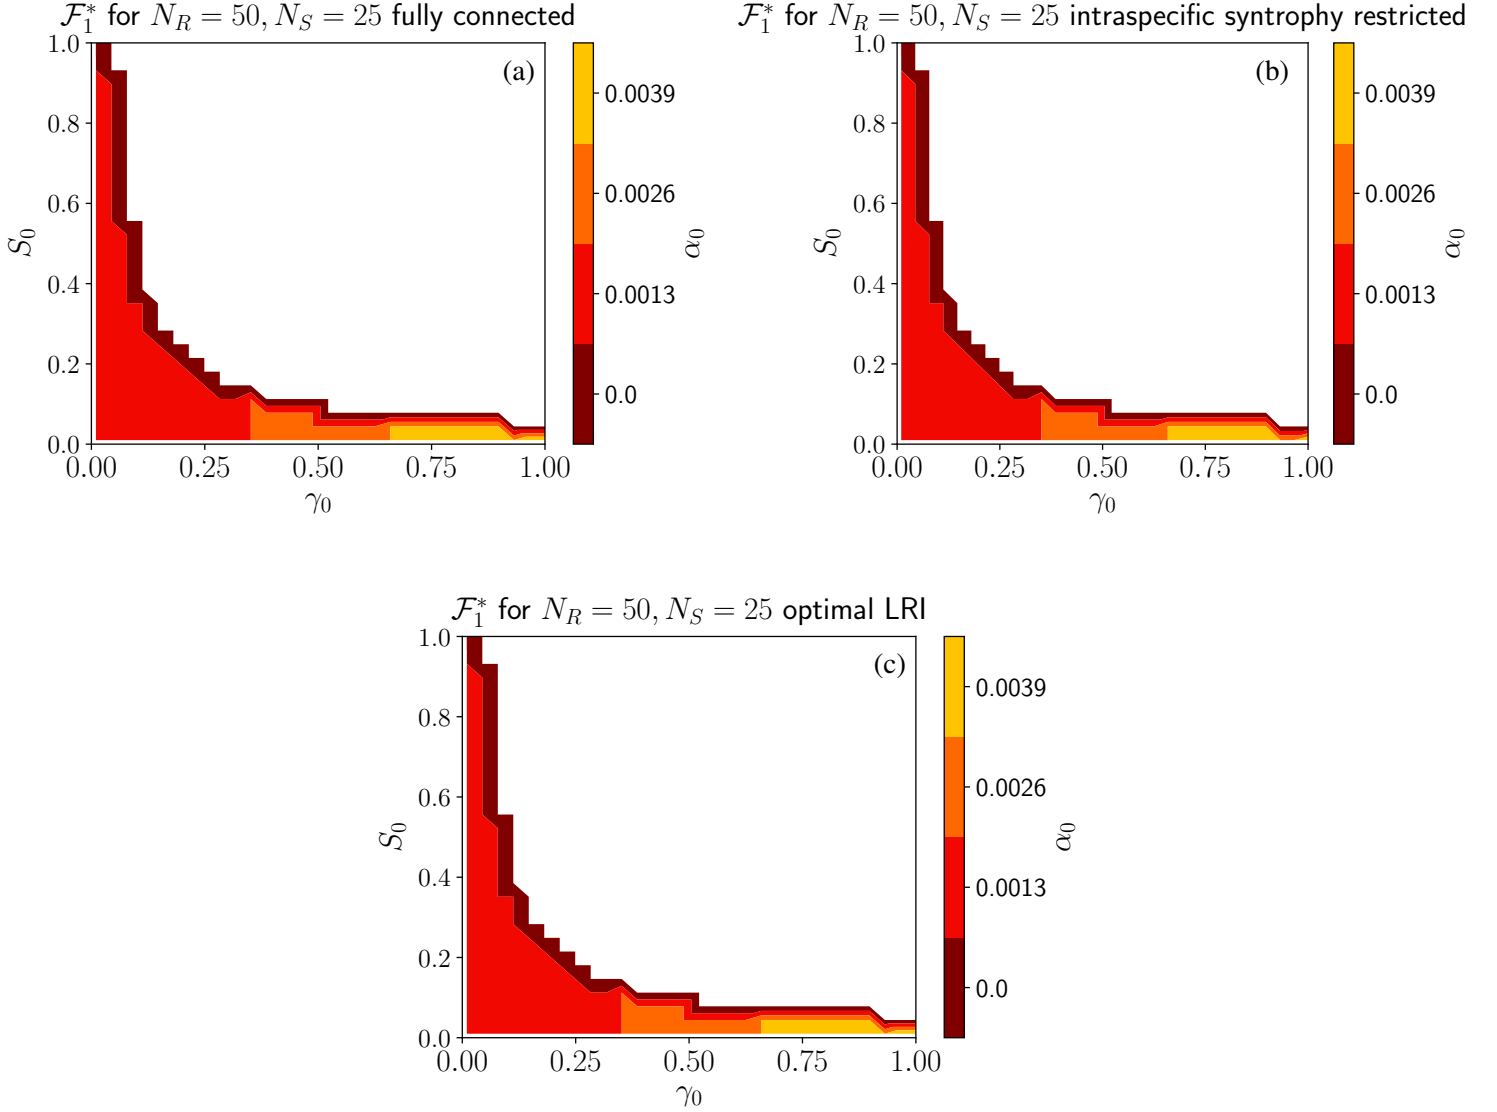 𝓕₁* for N_R = 50, N_S = 25 fully connected
(a)
1.0
0.8
0.6
0.4
0.2
0.0
S₀
0.00 0.25 0.50 0.75 1.00
γ₀
0.0039
0.0026
0.0013
0.0
α₀
𝓕₁* for N_R = 50, N_S = 25 intraspecific syntrophy restricted
(b)
1.0
0.8
0.6
0.4
0.2
0.0
S₀
0.00 0.25 0.50 0.75 1.00
γ₀
0.0039
0.0026
0.0013
0.0
α₀
𝓕₁* for N_R = 50, N_S = 25 optimal LRI
(c)
1.0
0.8
0.6
0.4
0.2
0.0
S₀
0.00 0.25 0.50 0.75 1.00
γ₀
0.0039
0.0026
0.0013
0.0
α₀